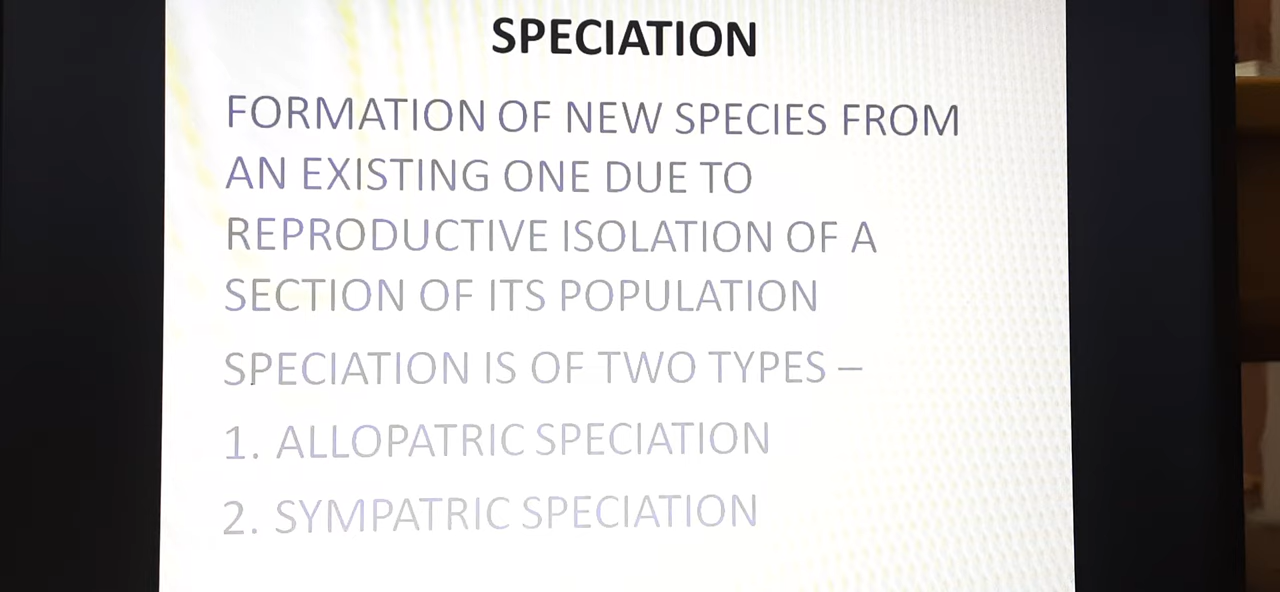 SPECIATION
FORMATION OF NEW SPECIES FROM
AN EXISTING ONE DUE TO
REPRODUCTIVE ISOLATION OF A
SECTION OF ITS POPULATION
SPECIATION IS OF TWO TYPES –
1. ALLOPATRIC SPECIATION
2. SYMPATRIC SPECIATION